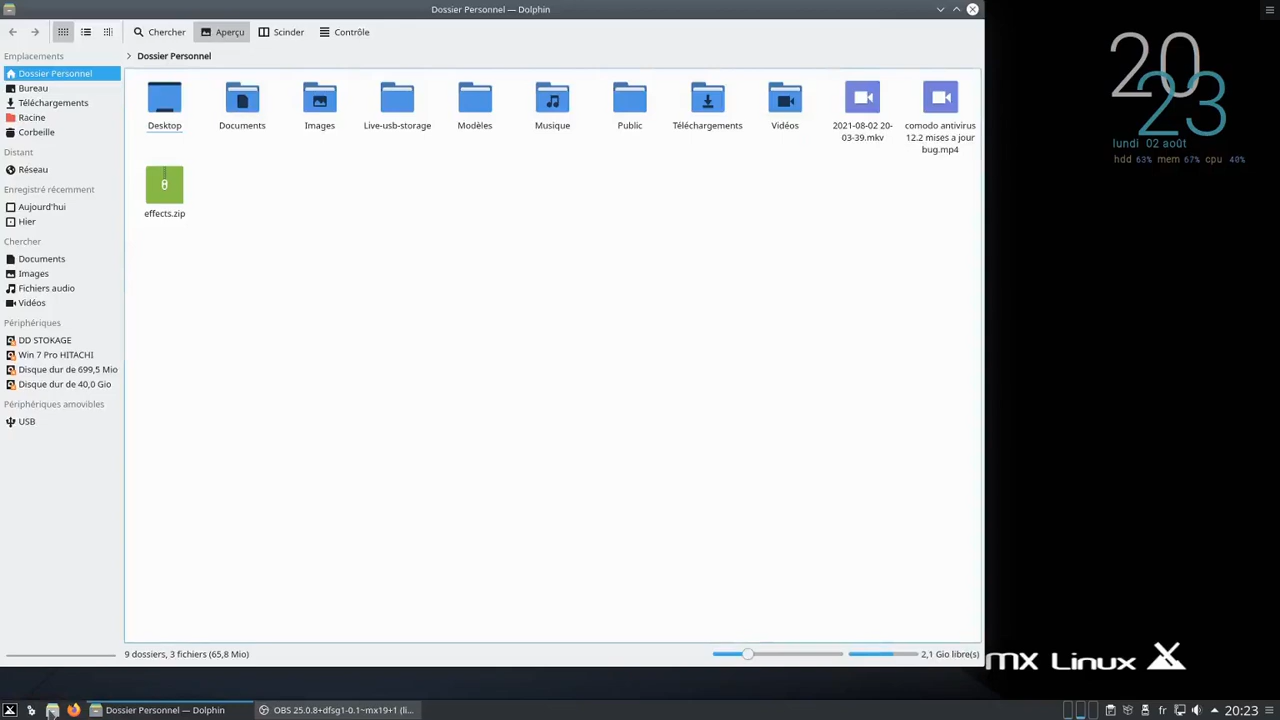 Dossier Personnel — Dolphin
Chercher
Aperçu
Scinder
Contrôle
Emplacements
Dossier Personnel
Bureau
Téléchargements
Racine
Corbeille
Distant
Réseau
Enregistré récemment
Aujourd'hui
Hier
Chercher
Documents
Images
Fichiers audio
Vidéos
Périphériques
DD STOKAGE
Win 7 Pro HITACHI
Disque dur de 699,5 Mio
Disque dur de 40,0 Gio
Périphériques amovibles
USB
Dossier Personnel
Desktop
Documents
Images
Live-usb-storage
Modèles
Musique
Public
Téléchargements
Vidéos
2021-08-02 20-
03-39.mkv
comodo antivirus
12.2 mises a jour
bug.mp4
effects.zip
9 dossiers, 3 fichiers (65,8 Mio)
2,1 Gio libre(s)
20
23
lundi 02 août
hdd 63% mem 67% cpu 40%
mx Linux
Dossier Personnel — Dolphin
OBS 25.0.8+dfsg1-0.1~mx19+1 (li...
fr
20:23